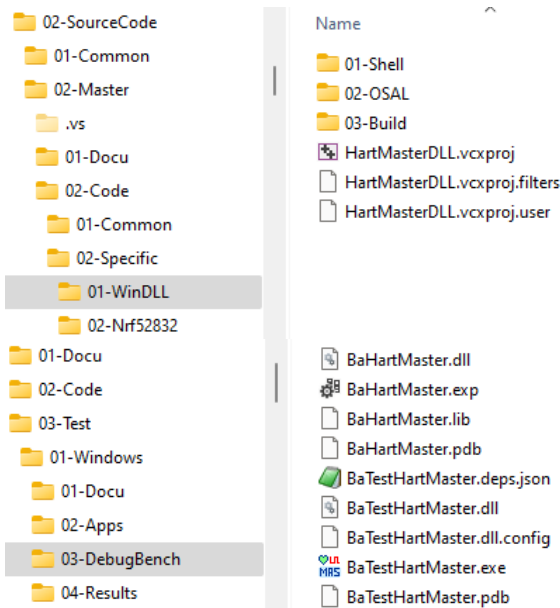 02-SourceCode
01-Common
02-Master
.vs
01-Docu
02-Code
01-Common
02-Specific
01-WinDLL
02-Nrf52832
Name
01-Shell
02-OSAL
03-Build
HartMasterDLL.vcxproj
HartMasterDLL.vcxproj.filters
HartMasterDLL.vcxproj.user
01-Docu
02-Code
03-Test
01-Windows
01-Docu
02-Apps
03-DebugBench
04-Results
BaHartMaster.dll
BaHartMaster.exp
BaHartMaster.lib
BaHartMaster.pdb
BaTestHartMaster.deps.json
BaTestHartMaster.dll
BaTestHartMaster.dll.config
BaTestHartMaster.exe
BaTestHartMaster.pdb